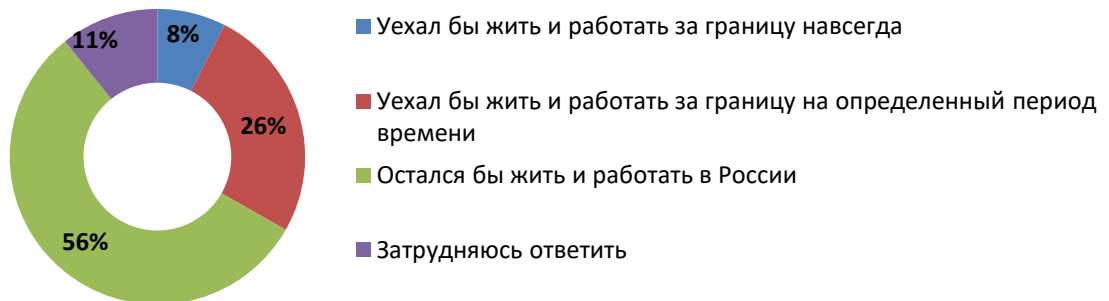 11%
8%
26%
56%
Уехал бы жить и работать за границу навсегда
Уехал бы жить и работать за границу на определенный период
времени
Остался бы жить и работать в России
Затрудняюсь ответить